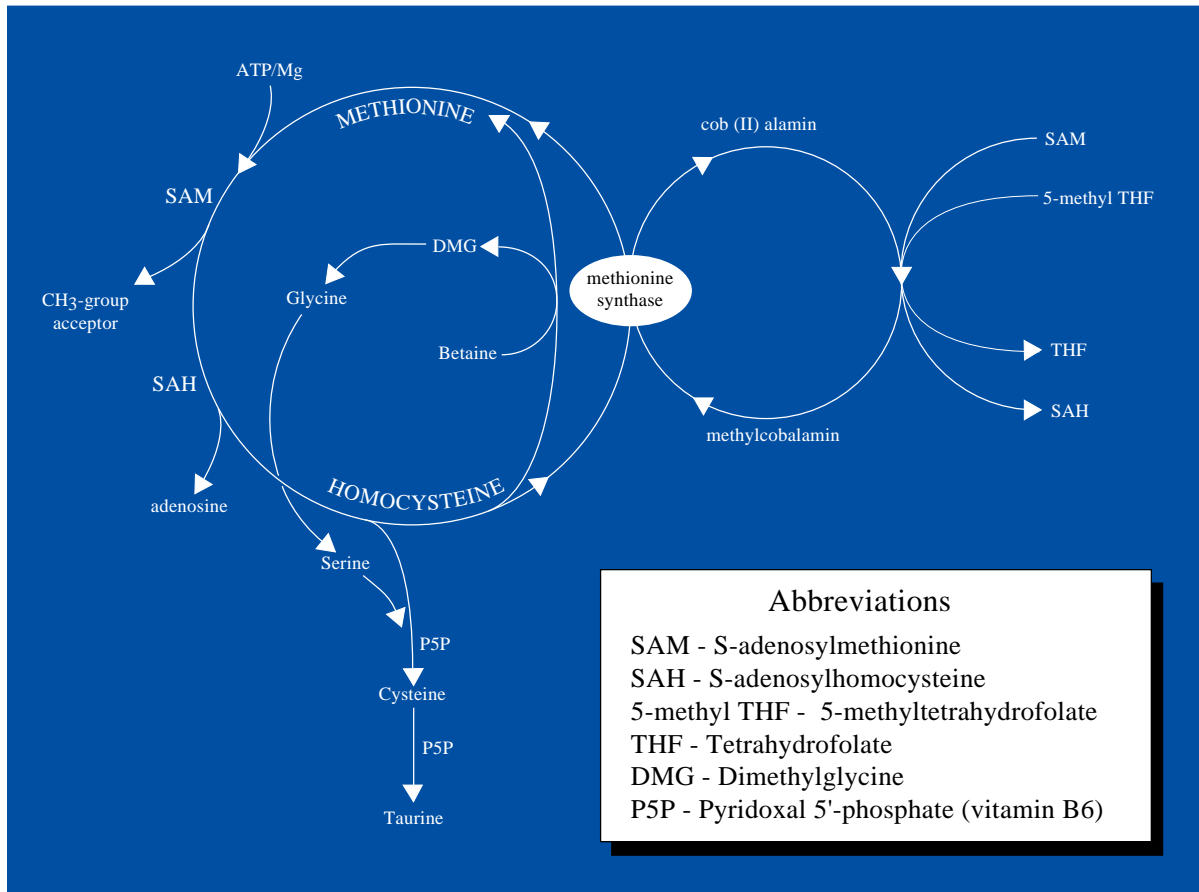 ATP/Mg
METHIONINE
cob (II) alamin
SAM
SAM
5-methyl THF
DMG
methionine
synthase
Glycine
CH3-group
acceptor
Betaine
THF
SAH
SAH
methylcobalamin
HOMOCYSTEINE
adenosine
Serine
P5P
Cysteine
P5P
Taurine
Abbreviations
SAM - S-adenosylmethionine
SAH - S-adenosylhomocysteine
5-methyl THF - 5-methyltetrahydrofolate
THF - Tetrahydrofolate
DMG - Dimethylglycine
P5P - Pyridoxal 5'-phosphate (vitamin B6)